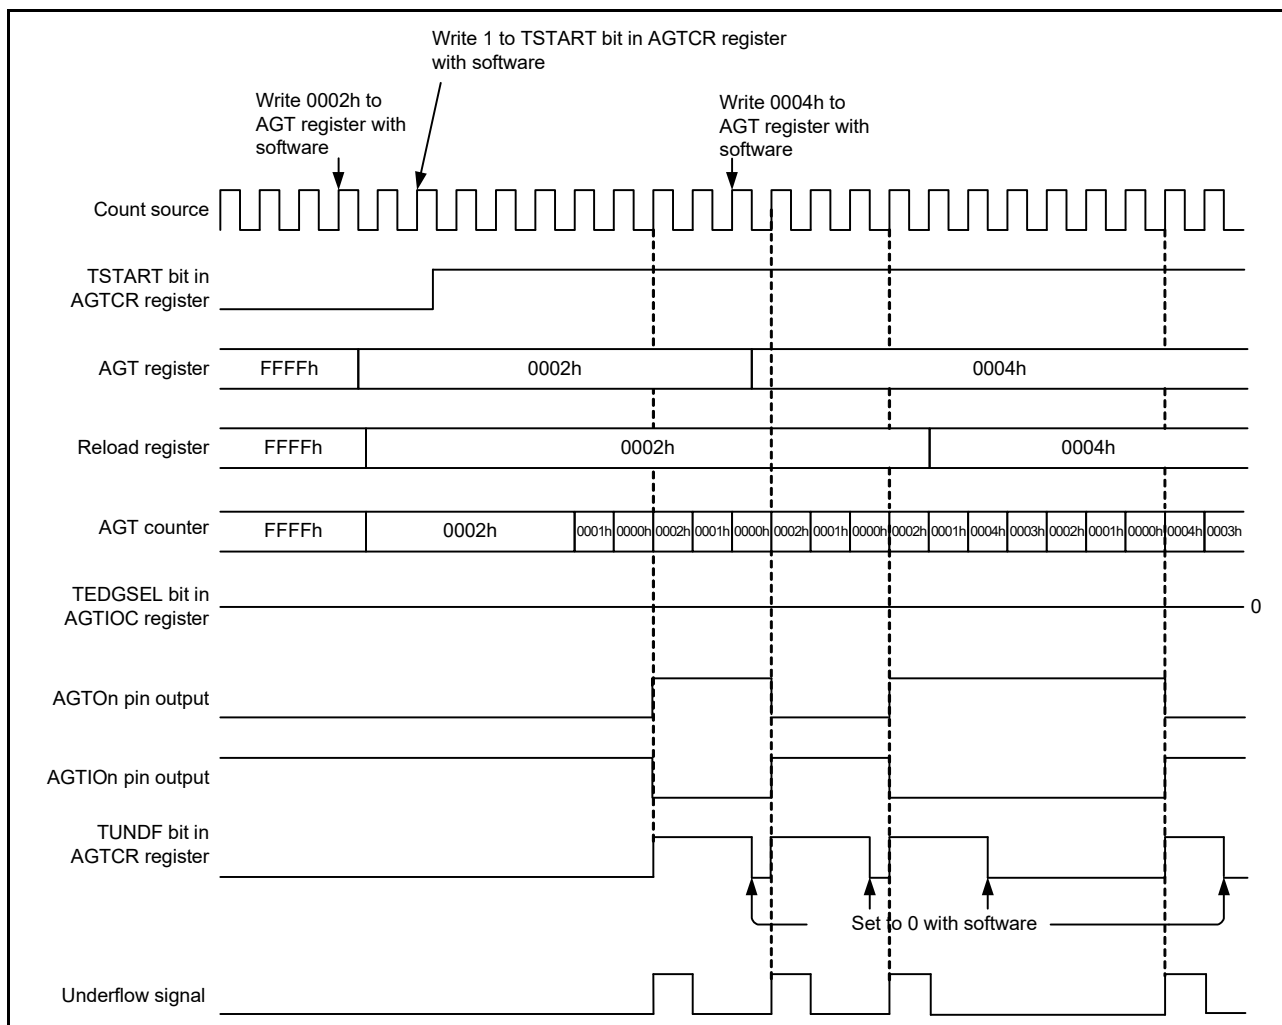 Write 1 to TSTART bit in AGTCR register
with software
Write 0002h to
AGT register with
software
Write 0004h to
AGT register with
software
Count source
TSTART bit in
AGTCR register
AGT register
FFFFh 0002h 0004h
Reload register
FFFFh 0002h 0004h
AGT counter
FFFFh 0002h 0001h 0000h 0002h 0001h 0000h 0002h 0001h 0000h 0002h 0001h 0004h 0003h 0002h 0001h 0000h 0004h 0003h
TEDGSEL bit in
AGTIOC register
0
AGTOn pin output
AGTIOn pin output
TUNDF bit in
AGTCR register
Set to 0 with software
Underflow signal